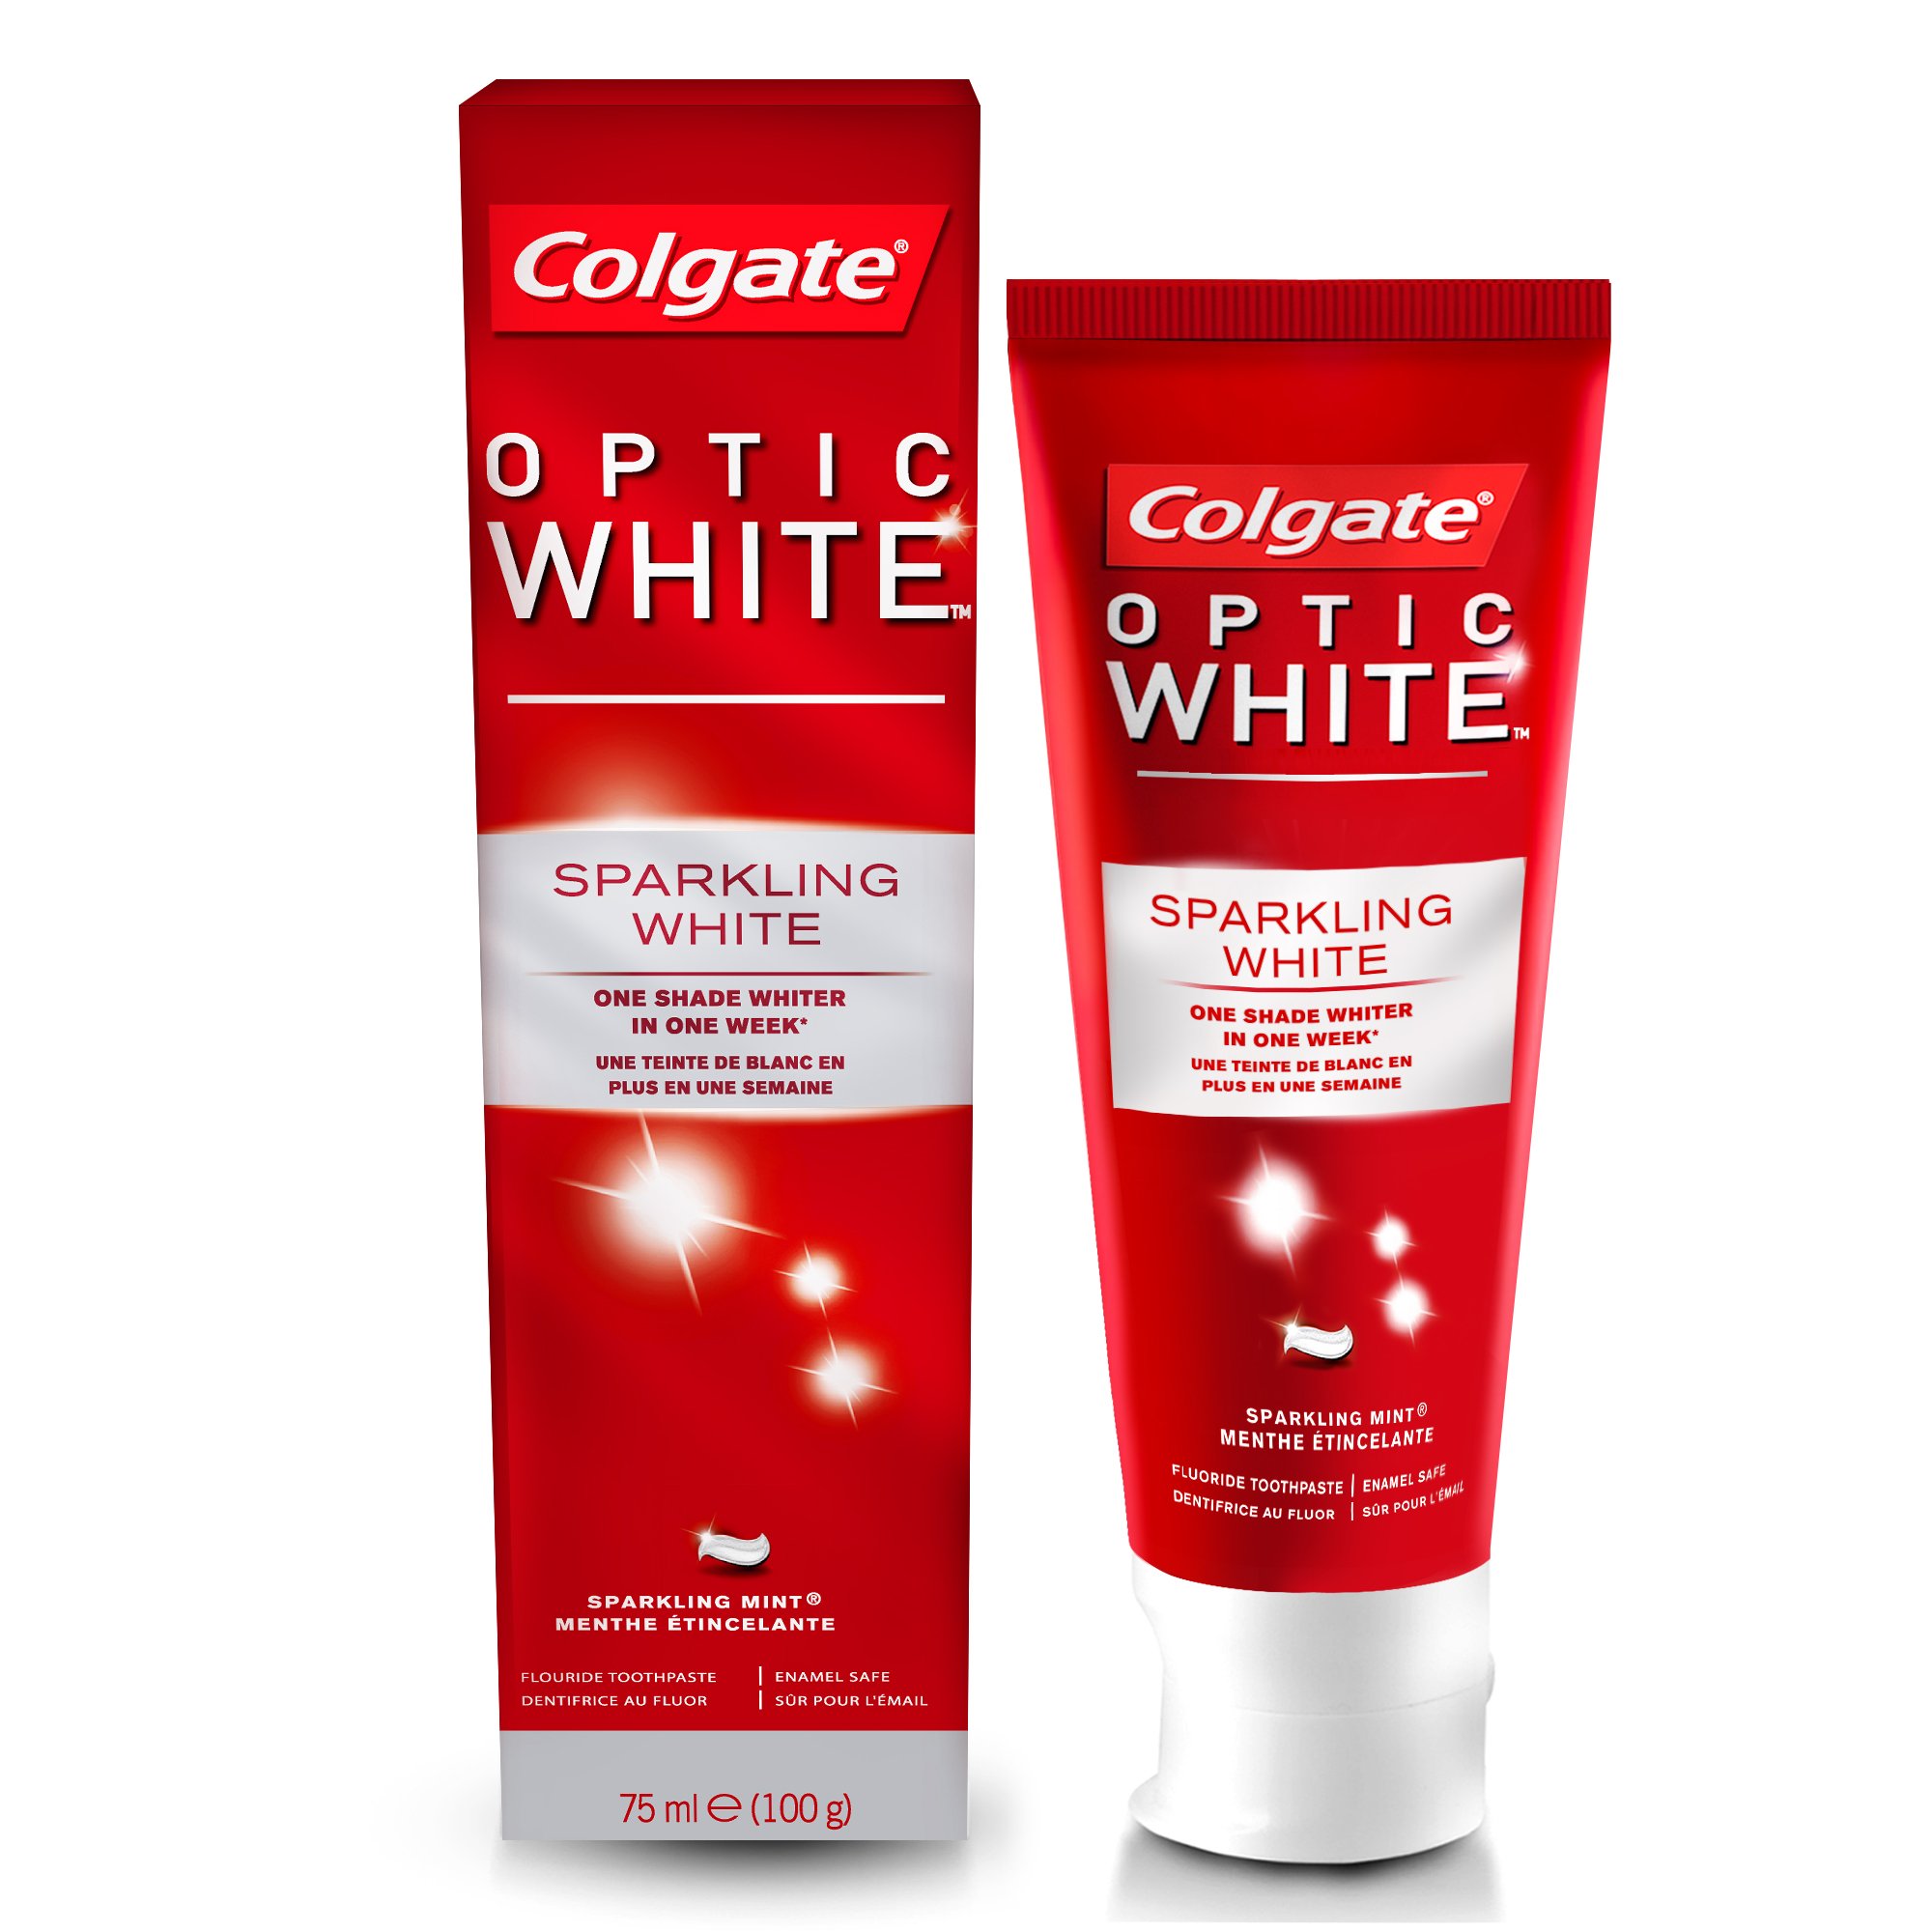 Colgate®
OPTIC
WHITE™
SPARKLING
WHITE
ONE SHADE WHITER
IN ONE WEEK*
UNE TEINTE DE BLANC EN
PLUS EN UNE SEMAINE
SPARKLING MINT®
MENTHE ÉTINCELANTE
FLOURIDE TOOTHPASTE | ENAMEL SAFE
DENTIFRICE AU FLUOR | SÛR POUR L'ÉMAIL
75 ml ℮ (100 g)
Colgate®
OPTIC
WHITE™
SPARKLING
WHITE
ONE SHADE WHITER
IN ONE WEEK*
UNE TEINTE DE BLANC EN
PLUS EN UNE SEMAINE
SPARKLING MINT®
MENTHE ÉTINCELANTE
FLUORIDE TOOTHPASTE | ENAMEL SAFE
DENTIFRICE AU FLUOR | SÛR POUR L'ÉMAIL